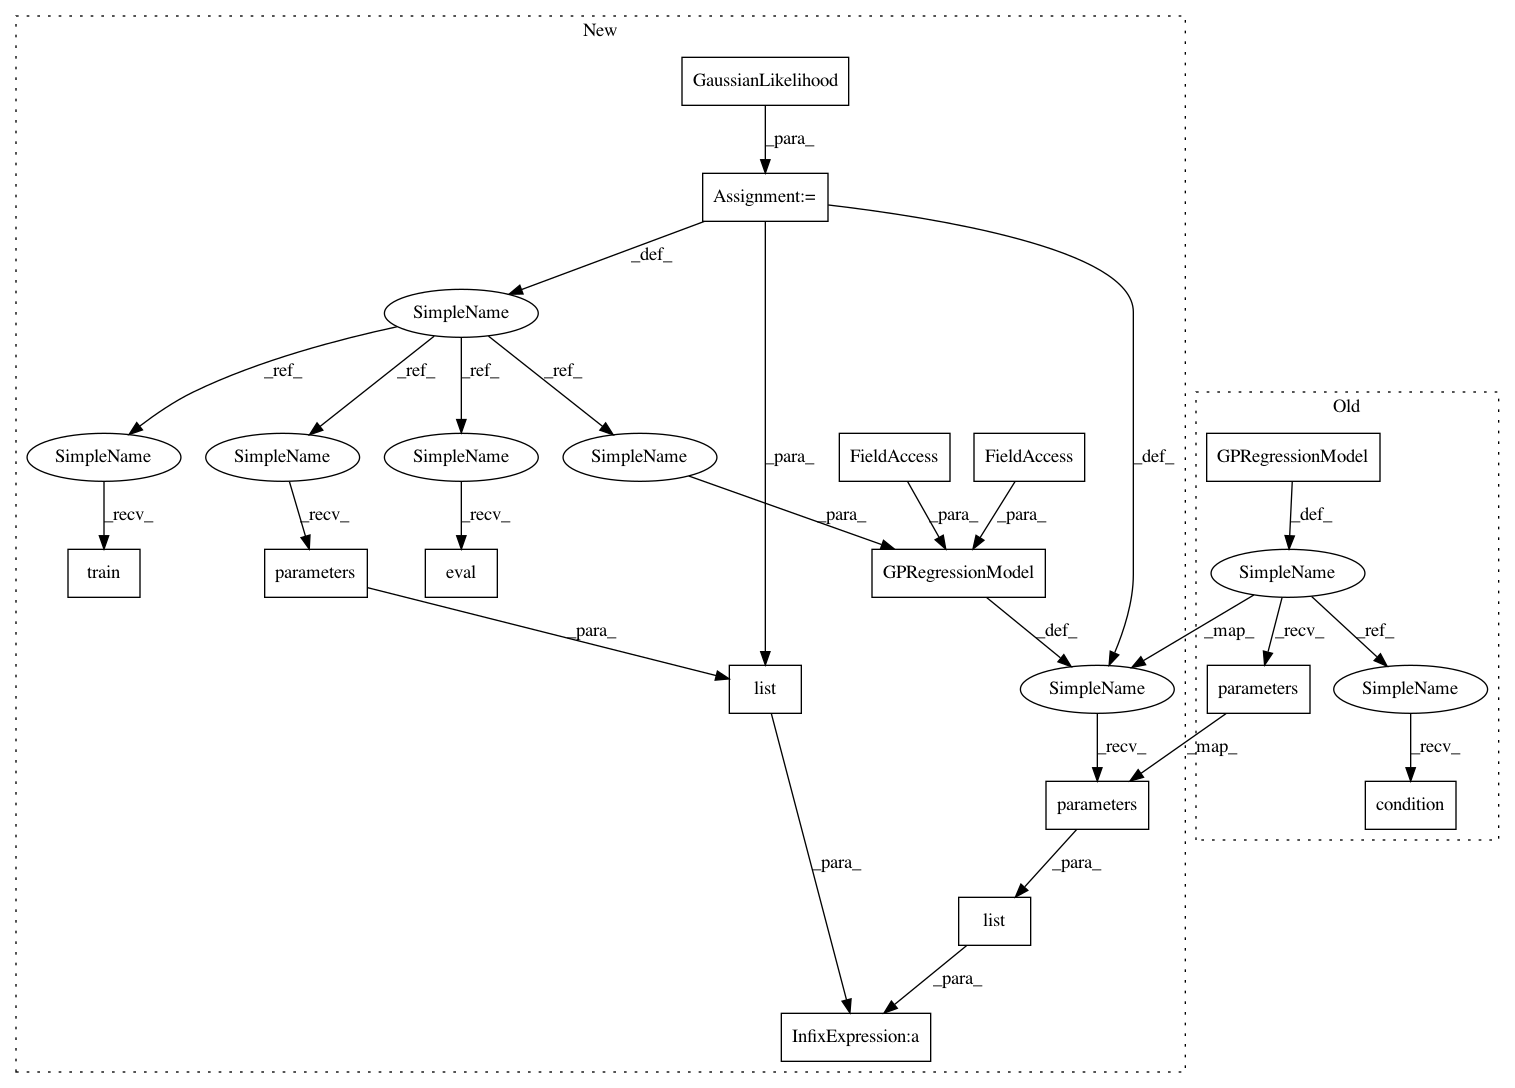 New
GaussianLikelihood
_para_
Assignment:=
_def_
SimpleName
_ref_ _ref_ _ref_ _ref_
Old
SimpleName SimpleName SimpleName SimpleName FieldAccess FieldAccess _para_ _def_ GPRegressionModel
_recv_ _recv_ _recv_ _para_ _para_ _para_ _def_
train parameters eval GPRegressionModel SimpleName
_para_ _def_ _map_ _recv_ _ref_
list SimpleName parameters SimpleName
_recv_ _map_ _recv_
parameters condition
_para_ _para_
list
_para_
InfixExpression:a